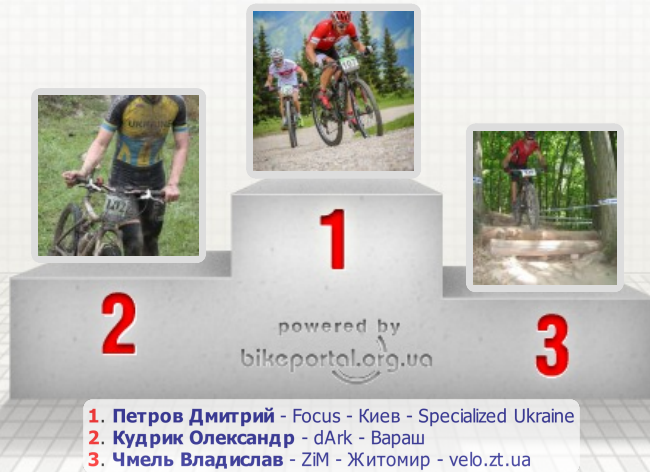 UKRAINE
1
2
3
powered by
bikeportal.org.ua
1. Петров Дмитрий - Focus - Киев - Specialized Ukraine
2. Кудрик Олександр - dArk - Вараш
3. Чмель Владислав - ZiM - Житомир - velo.zt.ua